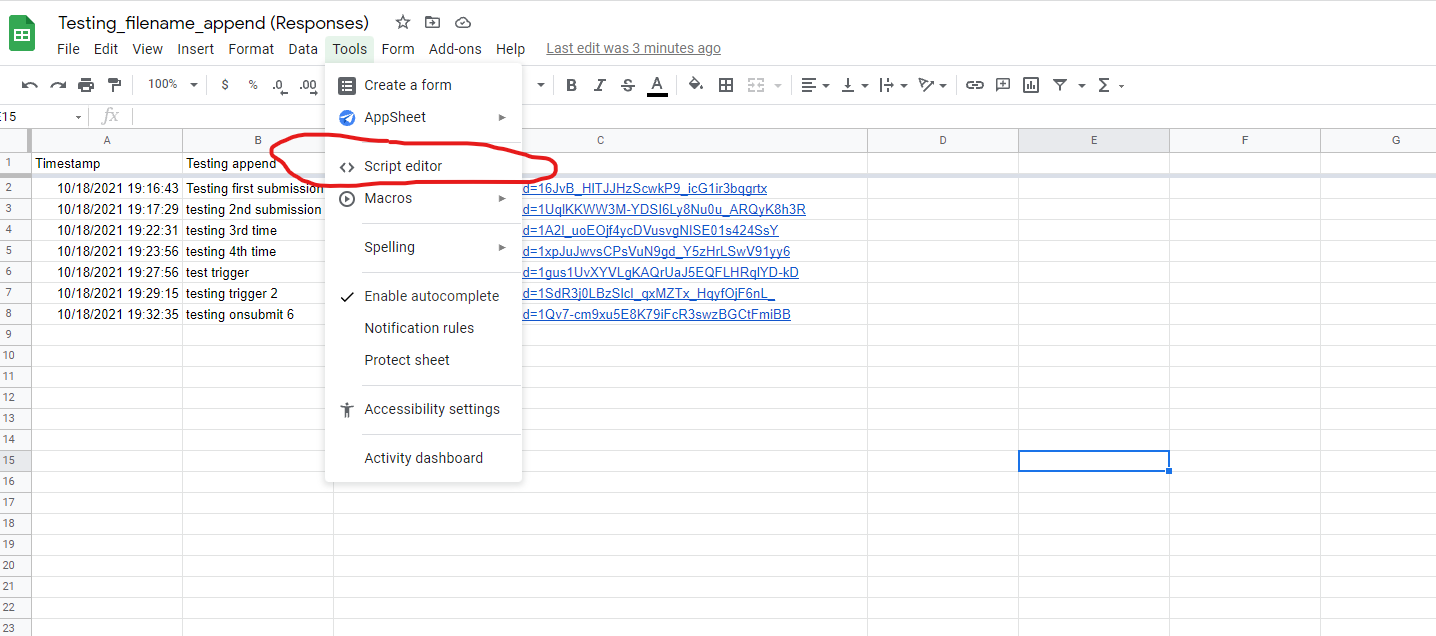 Testing_filename_append (Responses)
File Edit View Insert Format Data Tools Form Add-ons Help Last edit was 3 minutes ago
100% $ % .0 .00 B I S A
E15 fx
A B C D E F G
1 Timestamp Testing append
2 10/18/2021 19:16:43 Testing first submission d=16JvB_HITJJHzScwkP9_icG1ir3bqgrtx
3 10/18/2021 19:17:29 testing 2nd submission d=1UqlKKWW3M-YDSI6Ly8Nu0u_ARQyK8h3R
4 10/18/2021 19:22:31 testing 3rd time d=1A2I_uoEOjf4ycDVusvgNISE01s424SsY
5 10/18/2021 19:23:56 testing 4th time d=1xpJuJwvsCPsVuN9gd_Y5zHrLSwV91yy6
6 10/18/2021 19:27:56 test trigger d=1gus1UvXYVLgKAQrUaJ5EQFLHRqIYD-kD
7 10/18/2021 19:29:15 testing trigger 2 d=1SdR3j0LBzSIcI_qxMZTx_HqyfOjF6nL_
8 10/18/2021 19:32:35 testing onsubmit 6 d=1Qv7-cm9xu5E8K79iFcR3swzBGCtFmiBB
9
10
11
12
13
14
15
16
17
18
19
20
21
22
23
Create a form
AppSheet
Script editor
Macros
Spelling
Enable autocomplete
Notification rules
Protect sheet
Accessibility settings
Activity dashboard